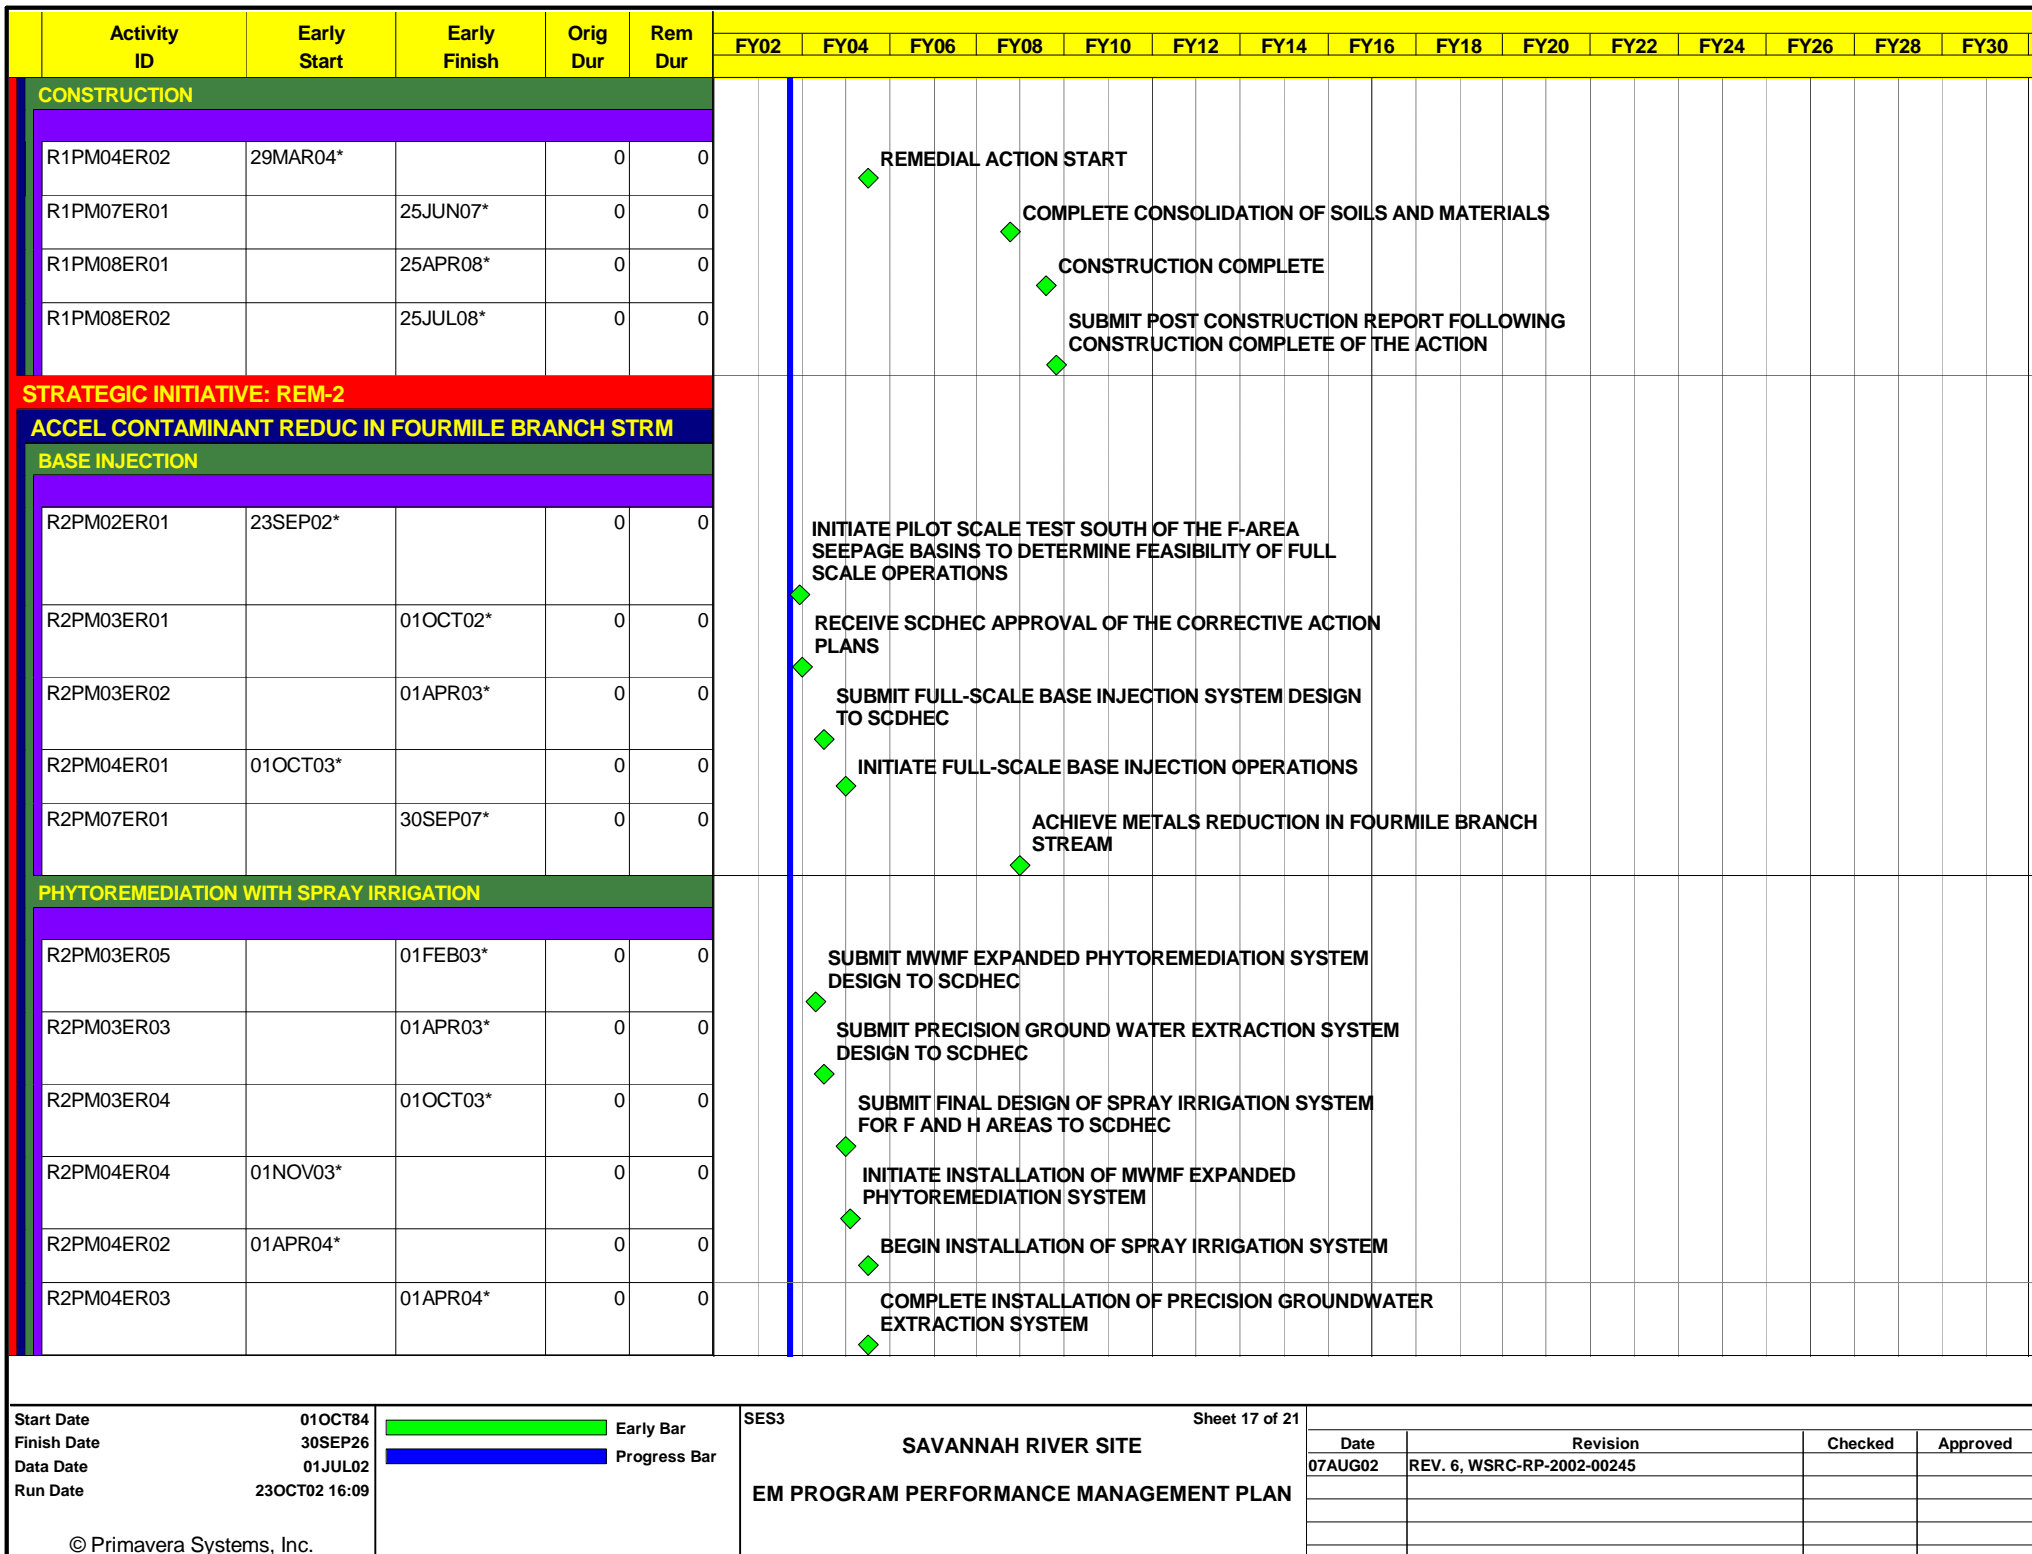 Activity ID Early Start Early Finish Orig Dur Rem Dur FY02 FY04 FY06 FY08 FY10 FY12 FY14 FY16 FY18 FY20 FY22 FY24 FY26 FY28 FY30
CONSTRUCTION
R1PM04ER02 29MAR04* 0 0 REMEDIAL ACTION START
R1PM07ER01 25JUN07* 0 0 COMPLETE CONSOLIDATION OF SOILS AND MATERIALS
R1PM08ER01 25APR08* 0 0 CONSTRUCTION COMPLETE
R1PM08ER02 25JUL08* 0 0 SUBMIT POST CONSTRUCTION REPORT FOLLOWING
CONSTRUCTION COMPLETE OF THE ACTION
STRATEGIC INITIATIVE: REM-2
ACCEL CONTAMINANT REDUC IN FOURMILE BRANCH STRM
BASE INJECTION
R2PM02ER01 23SEP02* 0 0 INITIATE PILOT SCALE TEST SOUTH OF THE F-AREA
SEEPAGE BASINS TO DETERMINE FEASIBILITY OF FULL
SCALE OPERATIONS
R2PM03ER01 01OCT02* 0 0 RECEIVE SCDHEC APPROVAL OF THE CORRECTIVE ACTION
PLANS
R2PM03ER02 01APR03* 0 0 SUBMIT FULL-SCALE BASE INJECTION SYSTEM DESIGN
TO SCDHEC
R2PM04ER01 01OCT03* 0 0 INITIATE FULL-SCALE BASE INJECTION OPERATIONS
R2PM07ER01 30SEP07* 0 0 ACHIEVE METALS REDUCTION IN FOURMILE BRANCH
STREAM
PHYTOREMEDIATION WITH SPRAY IRRIGATION
R2PM03ER05 01FEB03* 0 0 SUBMIT MWMF EXPANDED PHYTOREMEDIATION SYSTEM
DESIGN TO SCDHEC
R2PM03ER03 01APR03* 0 0 SUBMIT PRECISION GROUND WATER EXTRACTION SYSTEM
DESIGN TO SCDHEC
R2PM03ER04 01OCT03* 0 0 SUBMIT FINAL DESIGN OF SPRAY IRRIGATION SYSTEM
FOR F AND H AREAS TO SCDHEC
R2PM04ER04 01NOV03* 0 0 INITIATE INSTALLATION OF MWMF EXPANDED
PHYTOREMEDIATION SYSTEM
R2PM04ER02 01APR04* 0 0 BEGIN INSTALLATION OF SPRAY IRRIGATION SYSTEM
R2PM04ER03 01APR04* 0 0 COMPLETE INSTALLATION OF PRECISION GROUNDWATER
EXTRACTION SYSTEM
Start Date 01OCT84
Finish Date 30SEP26
Data Date 01JUL02
Run Date 23OCT02 16:09
© Primavera Systems, Inc.
Early Bar
Progress Bar
SES3 Sheet 17 of 21
SAVANNAH RIVER SITE
EM PROGRAM PERFORMANCE MANAGEMENT PLAN
Date Revision Checked Approved
07AUG02 REV. 6, WSRC-RP-2002-00245